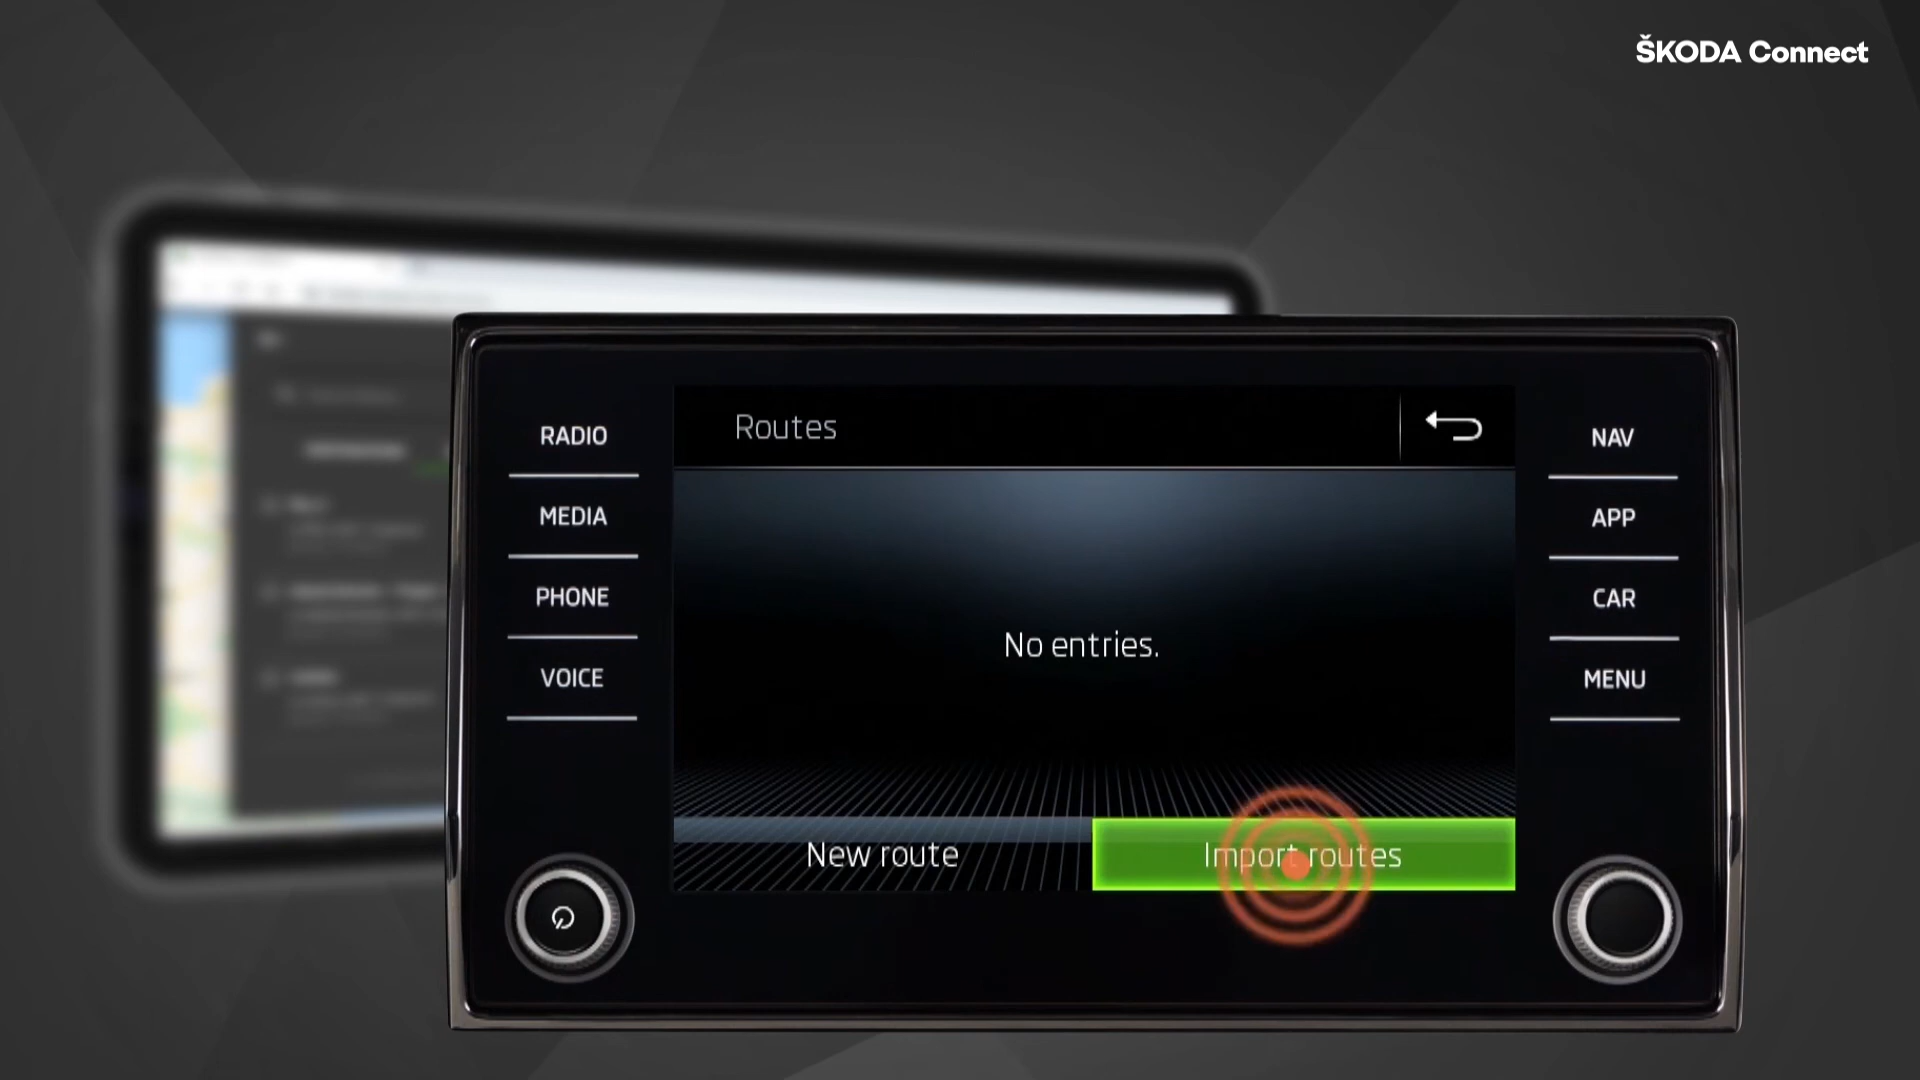 ŠKODA Connect
Routes
RADIO
MEDIA
PHONE
VOICE
NAV
APP
CAR
MENU
No entries.
New route
Import routes